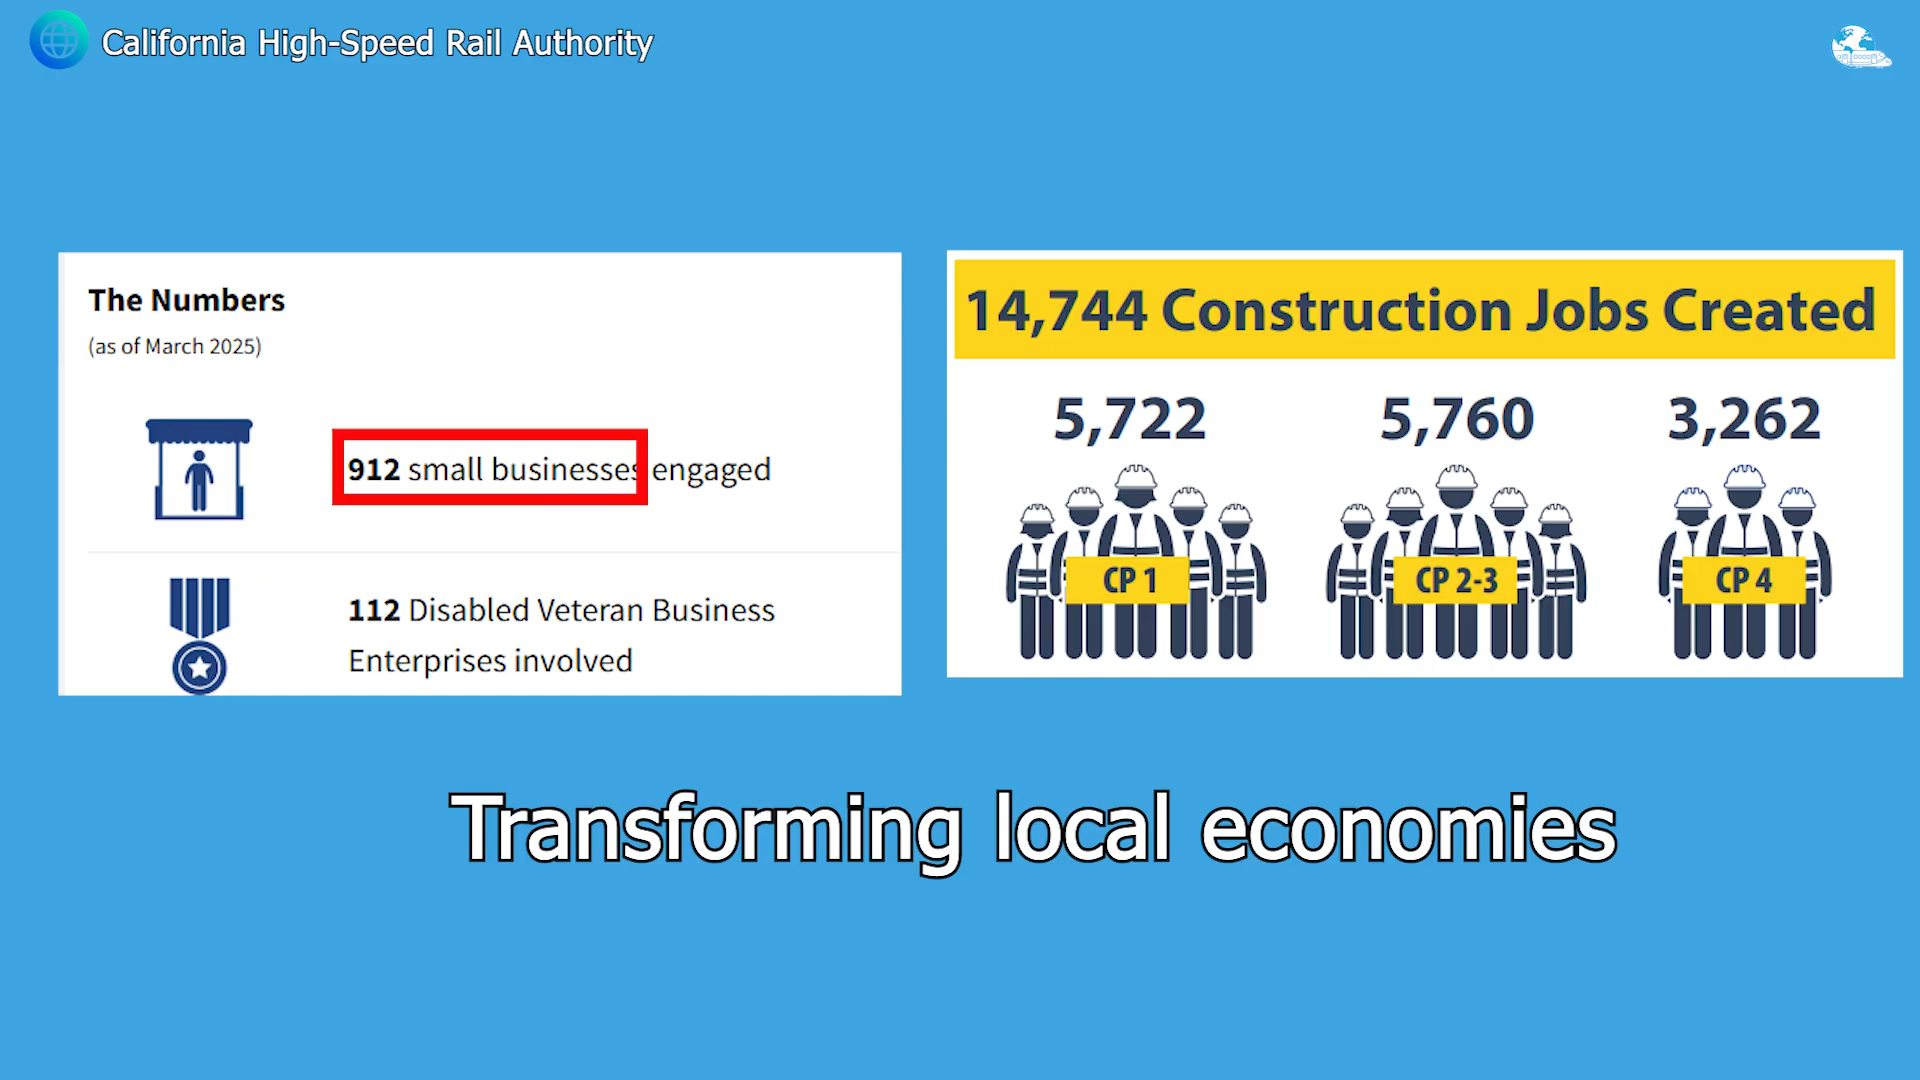 California High-Speed Rail Authority
The Numbers
(as of March 2025)
912 small businesses engaged
112 Disabled Veteran Business
Enterprises involved
14,744 Construction Jobs Created
5,722 5,760 3,262
CP 1 CP 2-3 CP 4
Transforming local economies